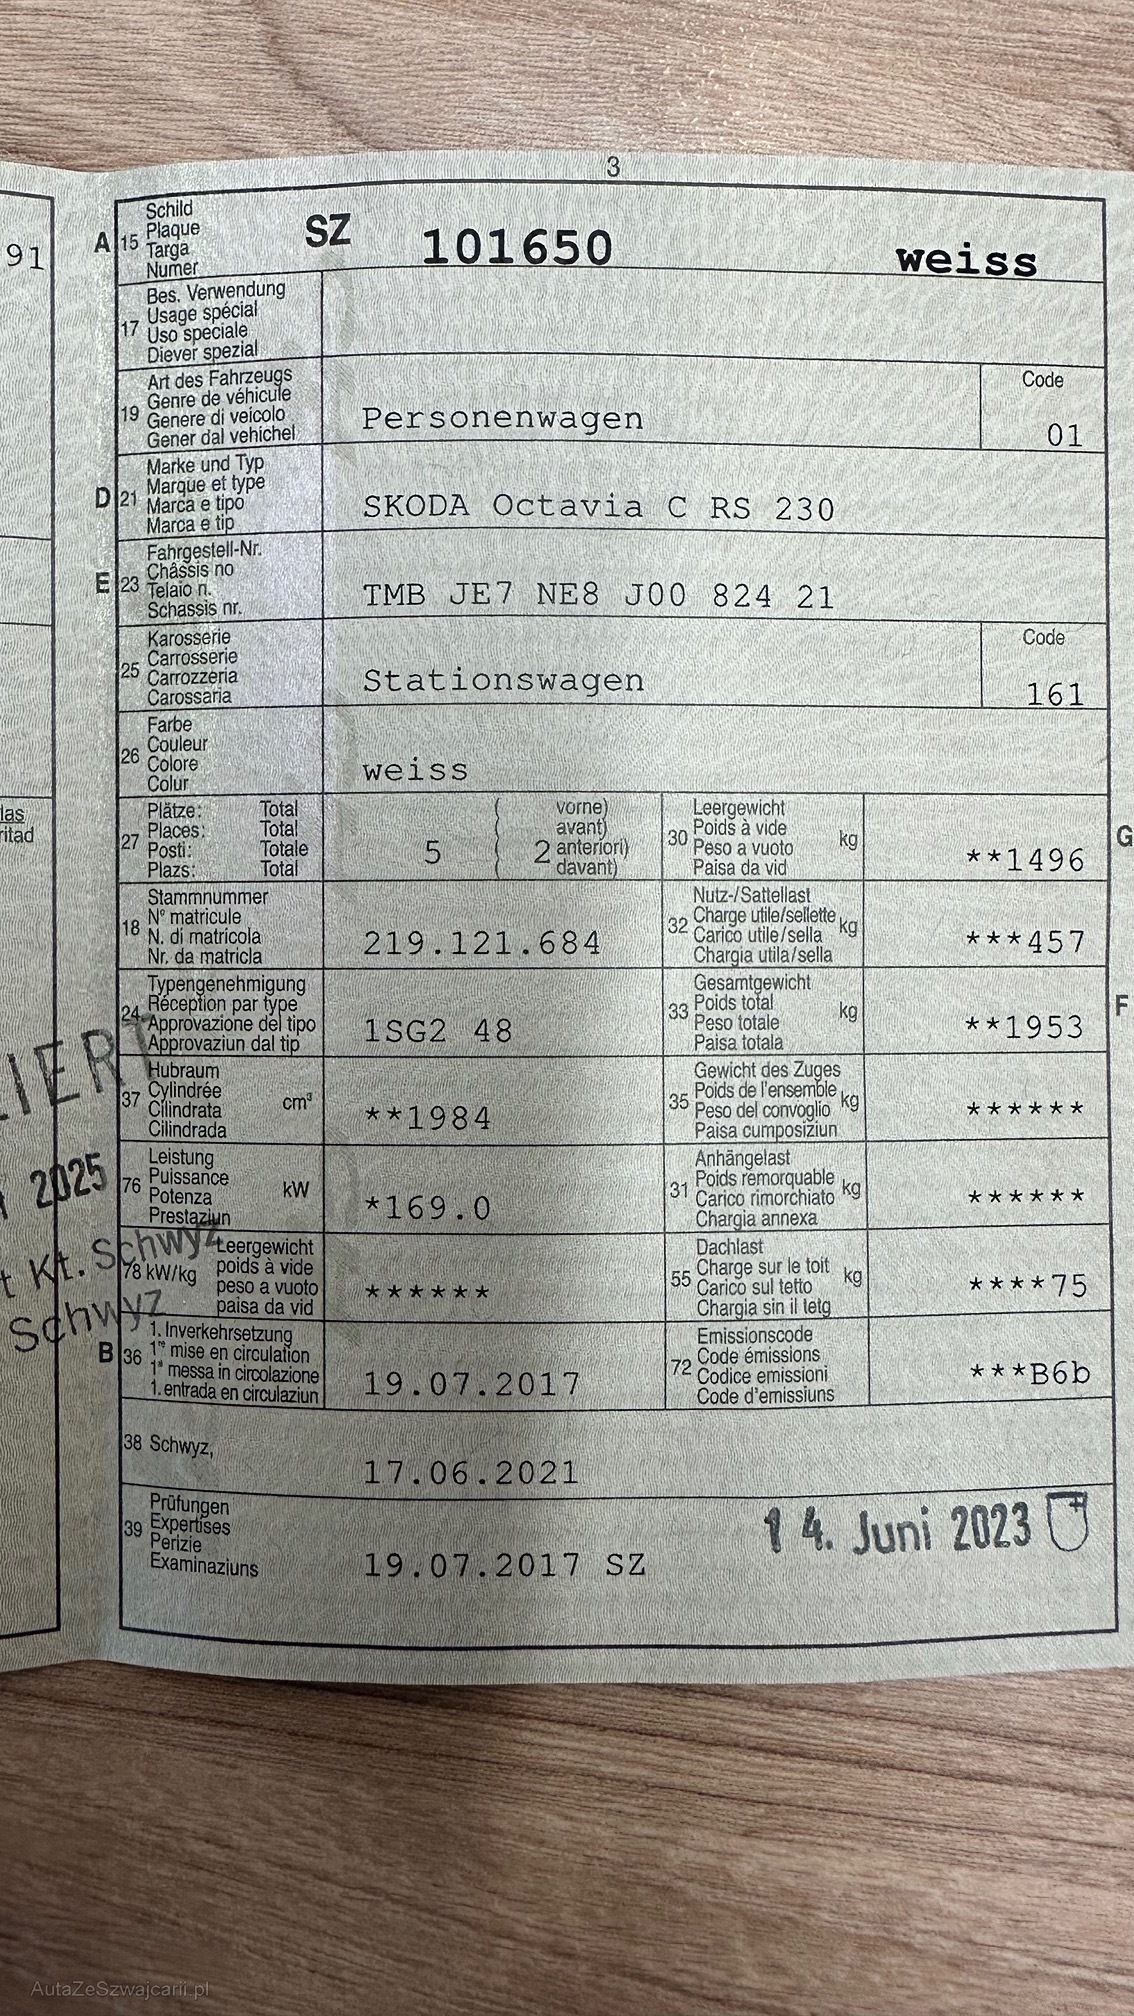 3
91
A 15 Schild
Plaque
Targa
Numer
SZ 101650 weiss
17 Bes. Verwendung
Usage spécial
Uso speciale
Diever spezial
19 Art des Fahrzeugs
Genre de véhicule
Genere di veicolo
Gener dal vehichel
Personenwagen
Code
01
D 21 Marke und Typ
Marque et type
Marca e tipo
Marca e tip
SKODA Octavia C RS 230
E 23 Fahrgestell-Nr.
Châssis no
Telaio n.
Schassis nr.
TMB JE7 NE8 J00 824 21
25 Karosserie
Carrosserie
Carrozzeria
Carossaria
Stationswagen
Code
161
26 Farbe
Couleur
Colore
Colur
weiss
las
ritad
27 Plätze: Total
Places: Total
Posti: Totale
Plazs: Total
5
( vorne)
( avant)
( 2 anteriori)
( davant)
30 Leergewicht
Poids à vide
Peso a vuoto
Paisa da vid
kg
**1496
G
18 Stammnummer
N° matricule
N. di matricola
Nr. da matricla
219.121.684
32 Nutz-/Sattellast
Charge utile/sellette
Carico utile/sella
Chargia utila/sella
kg
***457
24 Typengenehmigung
Réception par type
Approvazione del tipo
Approvaziun dal tip
1SG2 48
33 Gesamtgewicht
Poids total
Peso totale
Paisa totala
kg
**1953
F
37 Hubraum
Cylindrée
Cilindrata
Cilindrada
cm³
**1984
35 Gewicht des Zuges
Poids de l'ensemble
Peso del convoglio
Paisa cumposiziun
kg
******
76 Leistung
Puissance
Potenza
Prestaziun
kW
*169.0
31 Anhängelast
Poids remorquable
Carico rimorchiato
Chargia annexa
kg
******
78 kW/kg Leergewicht
poids à vide
peso a vuoto
paisa da vid
******
55 Dachlast
Charge sur le toit
Carico sul tetto
Chargia sin il tetg
kg
****75
B 36 1. Inverkehrsetzung
1re mise en circulation
1a messa in circolazione
1. entrada en circulaziun
19.07.2017
72 Emissionscode
Code émissions
Codice emissioni
Code d'emissiuns
***B6b
38 Schwyz,
17.06.2021
39 Prüfungen
Expertises
Perizie
Examinaziuns
19.07.2017 SZ
14. Juni 2023
LIERT
2025
t Kt. Schwyz
Schwyz
AutaZeSzwajcarii.pl